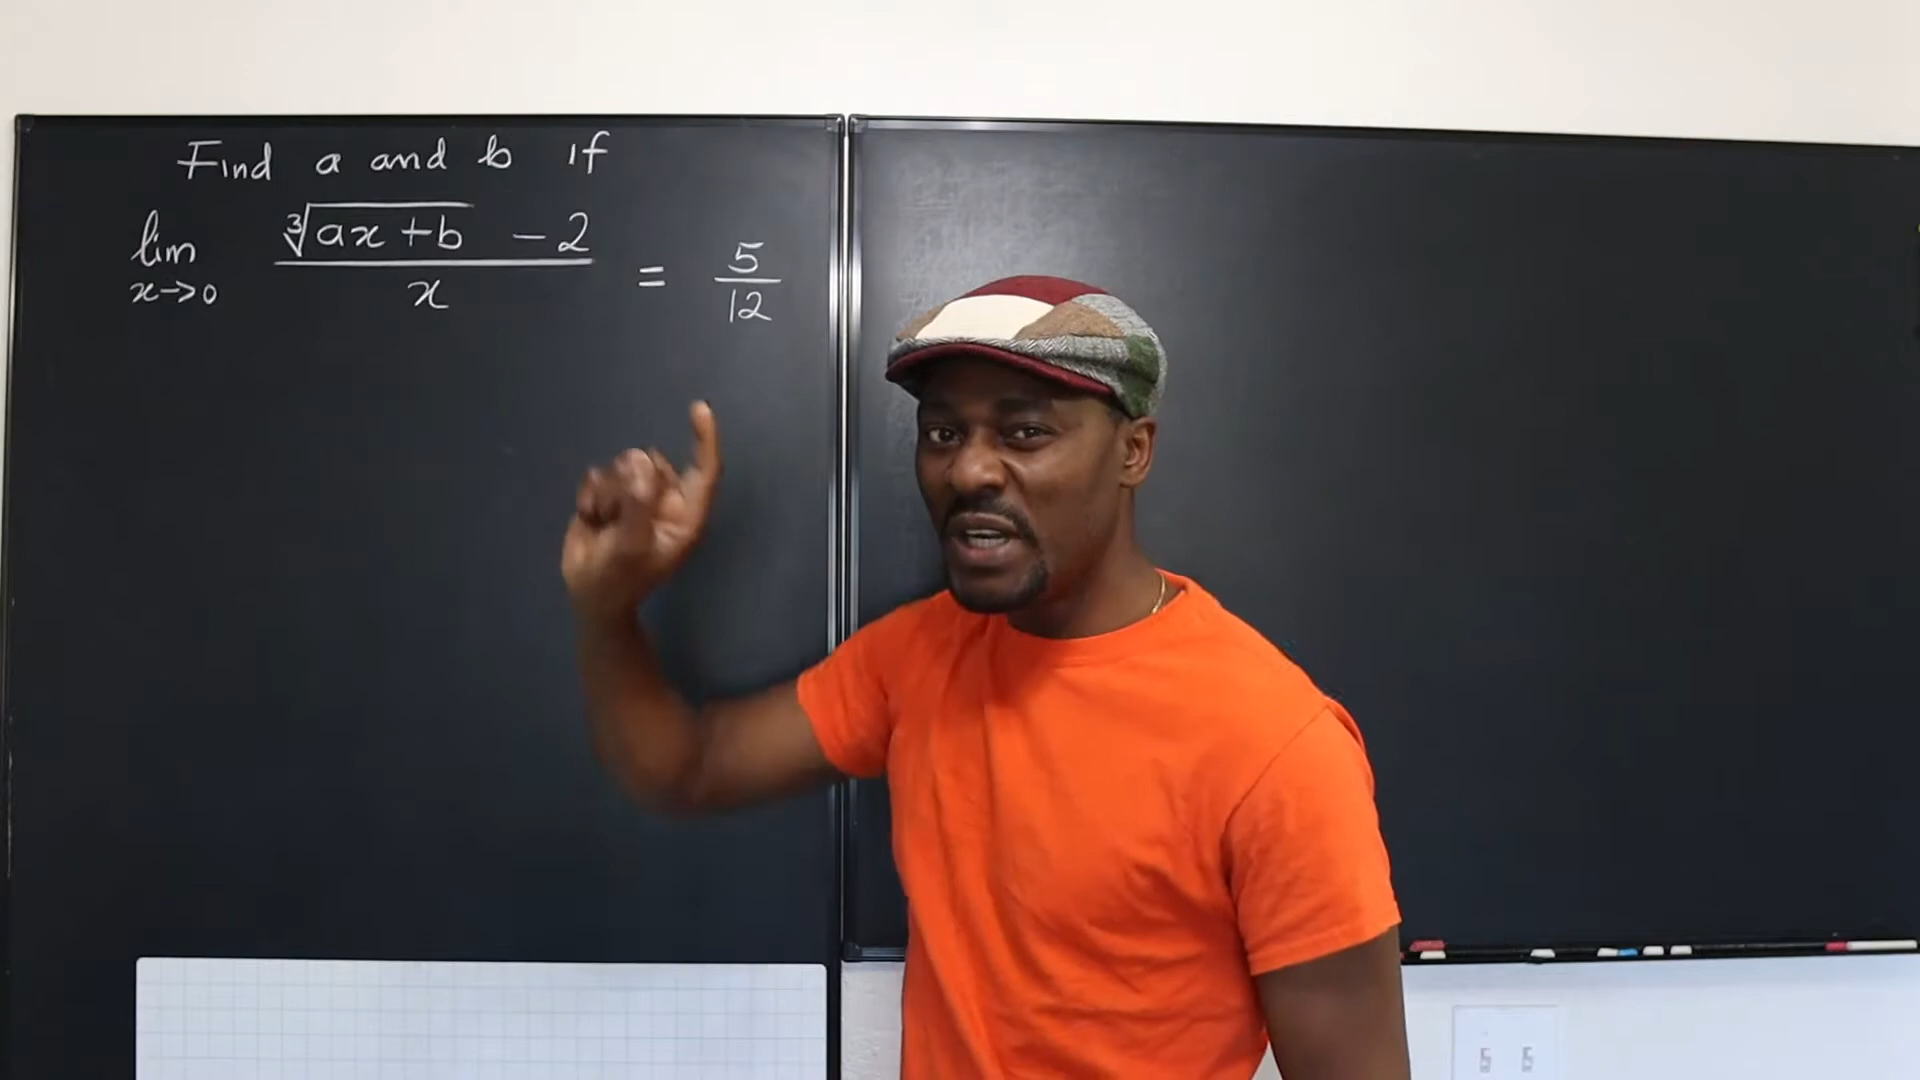 Find a and b if
lim x→0 (∛(ax + b) - 2) / x = 5/12